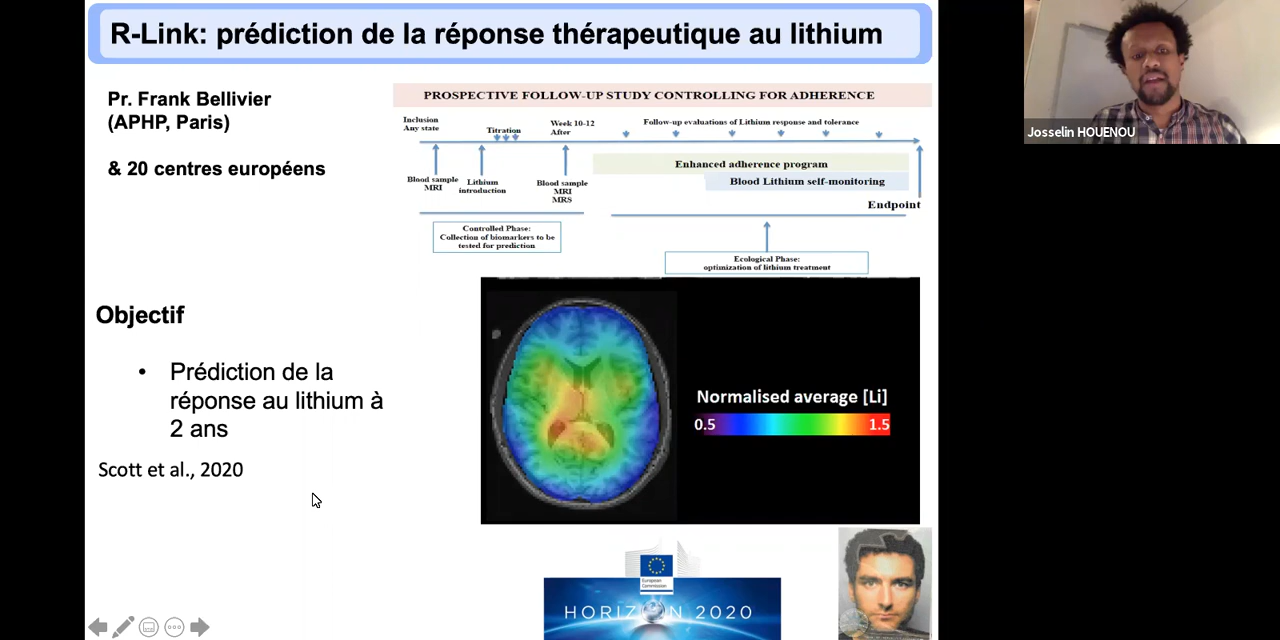 R-Link: prédiction de la réponse thérapeutique au lithium
Pr. Frank Bellivier
(APHP, Paris)
& 20 centres européens
PROSPECTIVE FOLLOW-UP STUDY CONTROLLING FOR ADHERENCE
Inclusion
Any state
Titration
Week 10-12
After
Follow-up evaluations of Lithium response and tolerance
Enhanced adherence program
Blood Lithium self-monitoring
Blood sample
MRI
Lithium
introduction
Blood sample
MRI
MRS
Endpoint
Controlled Phase:
Collection of biomarkers to be
tested for prediction
Ecological Phase:
optimization of lithium treatment
Objectif
• Prédiction de la
réponse au lithium à
2 ans
Scott et al., 2020
Normalised average [Li]
0.5 1.5
European
Commission
HORIZON 2020
Josselin HOUENOU